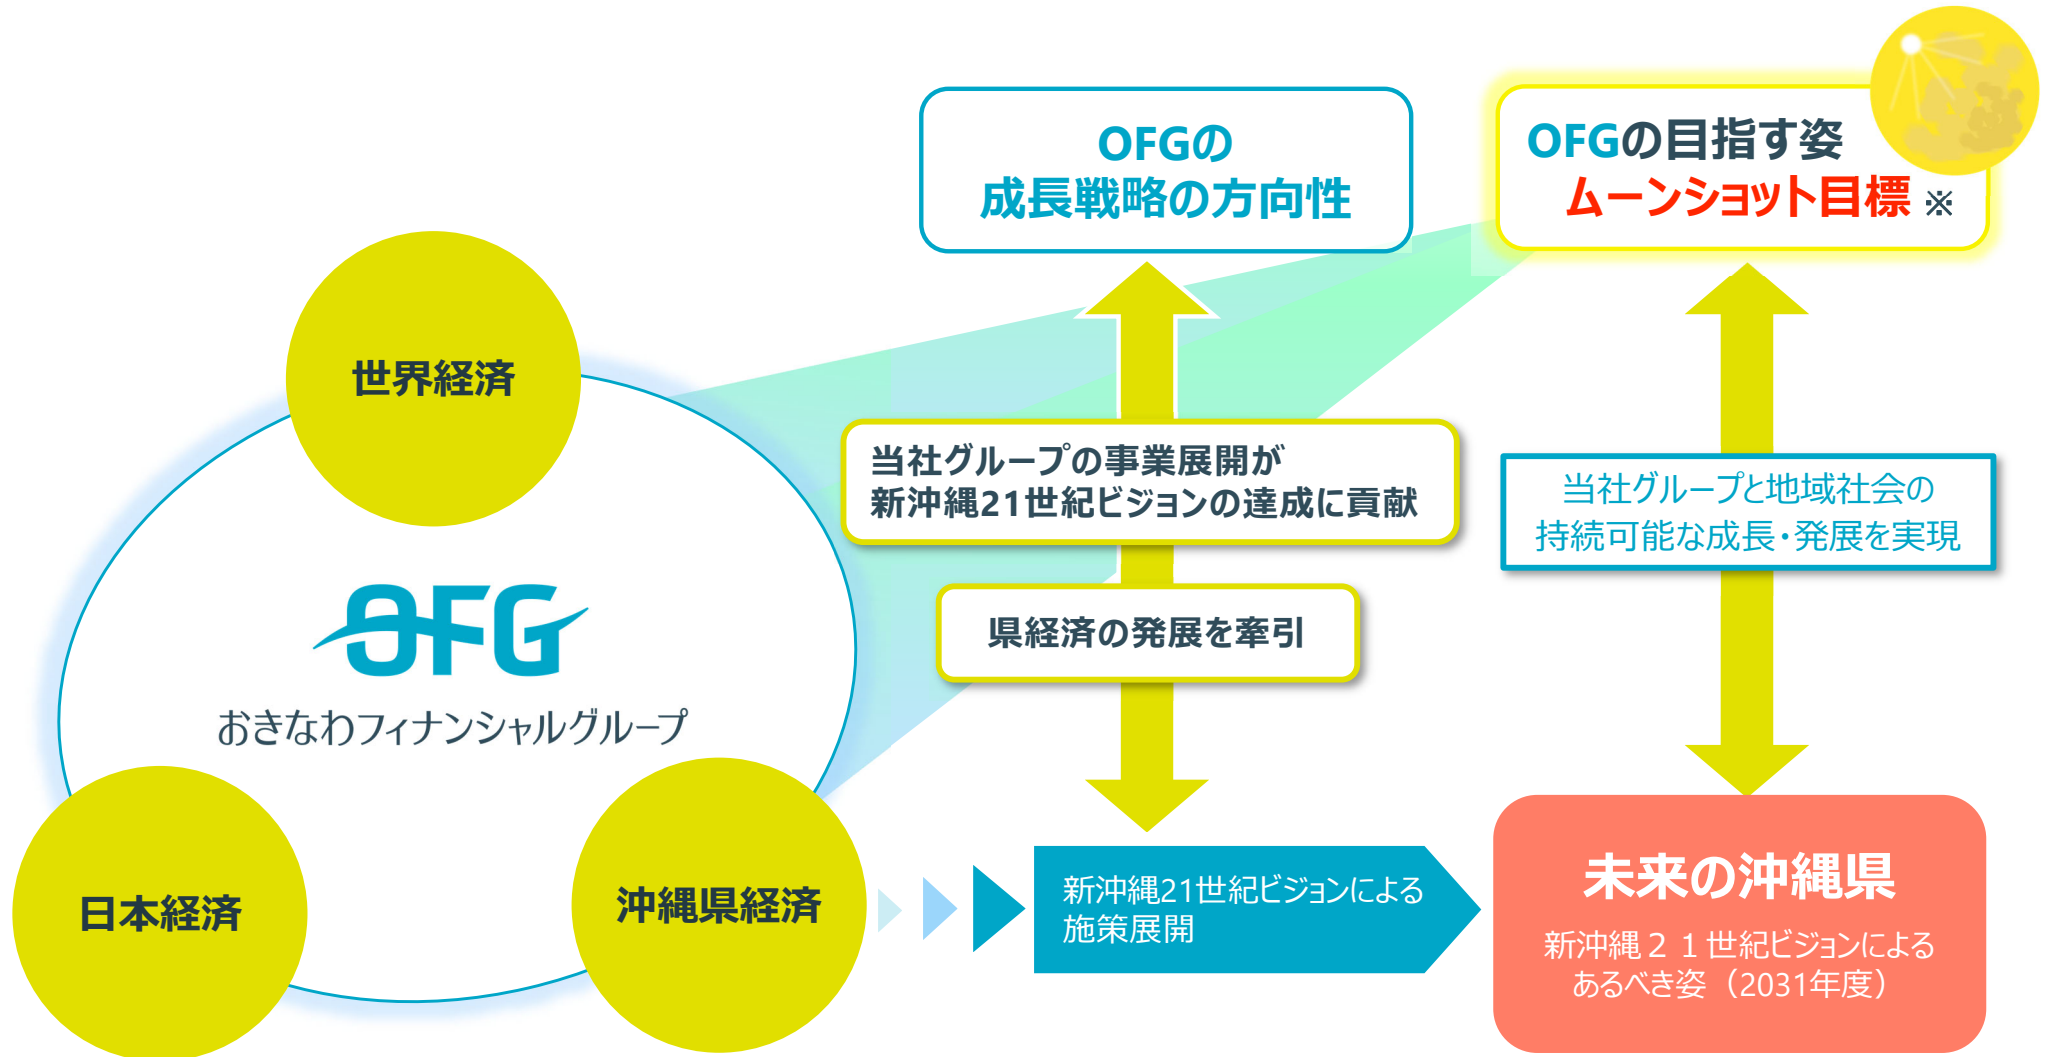 OFGの
成長戦略の方向性
OFGの目指す姿
ムーンショット目標 ※
世界経済
当社グループの事業展開が
新沖縄21世紀ビジョンの達成に貢献
当社グループと地域社会の
持続可能な成長・発展を実現
OFG
おきなわフィナンシャルグループ
県経済の発展を牽引
日本経済
沖縄県経済
新沖縄21世紀ビジョンによる
施策展開
未来の沖縄県
新沖縄２１世紀ビジョンによる
あるべき姿（2031年度）